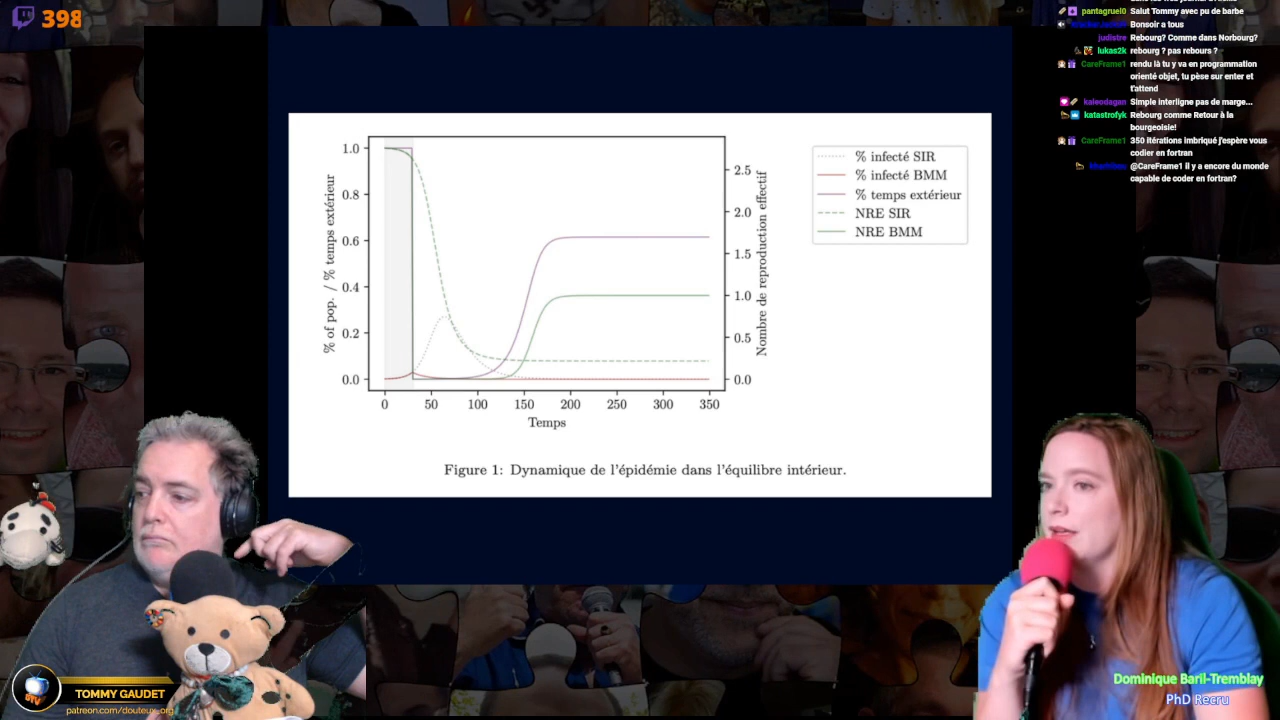 398
Salut Tommy avec pu de barbe
pantagruel0
Bonsoir a tous
judistre Rebourg? Comme dans Norbourg?
lukas2k rebourg ? pas rebours ?
CareFrame1 rendu là tu y va en programmation
orienté objet, tu pèse sur enter et
t'attend
kaleodagan Simple interligne pas de marge...
katastrofyk Rebourg comme Retour à la
bourgeoisie!
CareFrame1 350 itérations imbriqué j'espère vous
codier en fortran
@CareFrame1 il y a encore du monde
capable de coder en fortran?
% of pop. / % temps extérieur
1.0
0.8
0.6
0.4
0.2
0.0
2.5
2.0
1.5
1.0
0.5
0.0
Nombre de reproduction effectif
0 50 100 150 200 250 300 350
Temps
% infecté SIR
% infecté BMM
% temps extérieur
NRE SIR
NRE BMM
Figure 1: Dynamique de l'épidémie dans l'équilibre intérieur.
TOMMY GAUDET
patreon.com/douteux_org
Dominique Baril-Tremblay
PhD Recru